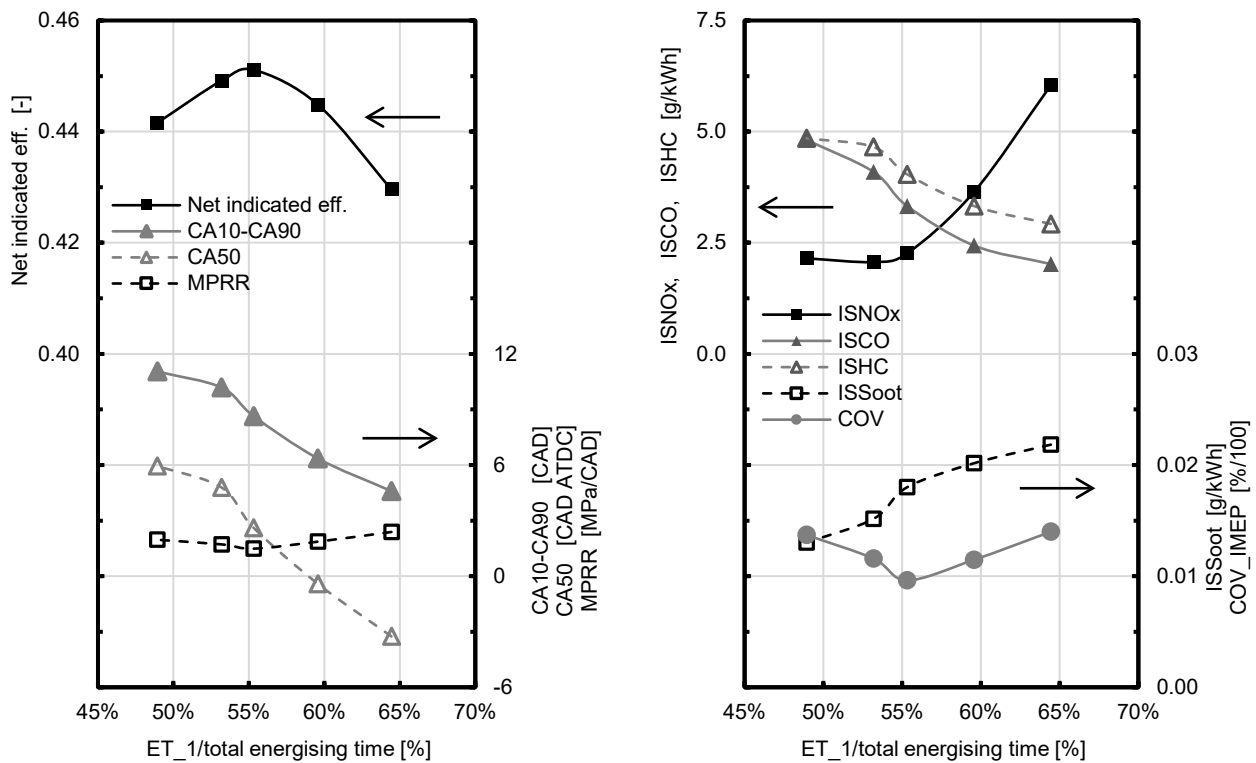 Net indicated eff. [-]
0.46
0.44
0.42
0.40
Net indicated eff.
CA10-CA90
CA50
MPRR
12
6
0
-6
CA10-CA90 [CAD]
CA50 [CAD ATDC]
MPRR [MPa/CAD]
45% 50% 55% 60% 65% 70%
ET_1/total energising time [%]
ISNOx, ISCO, ISHC [g/kWh]
7.5
5.0
2.5
0.0
ISNOx
ISCO
ISHC
ISSoot
COV
0.03
0.02
0.01
0.00
ISSoot [g/kWh]
COV_IMEP [%/100]
45% 50% 55% 60% 65% 70%
ET_1/total energising time [%]